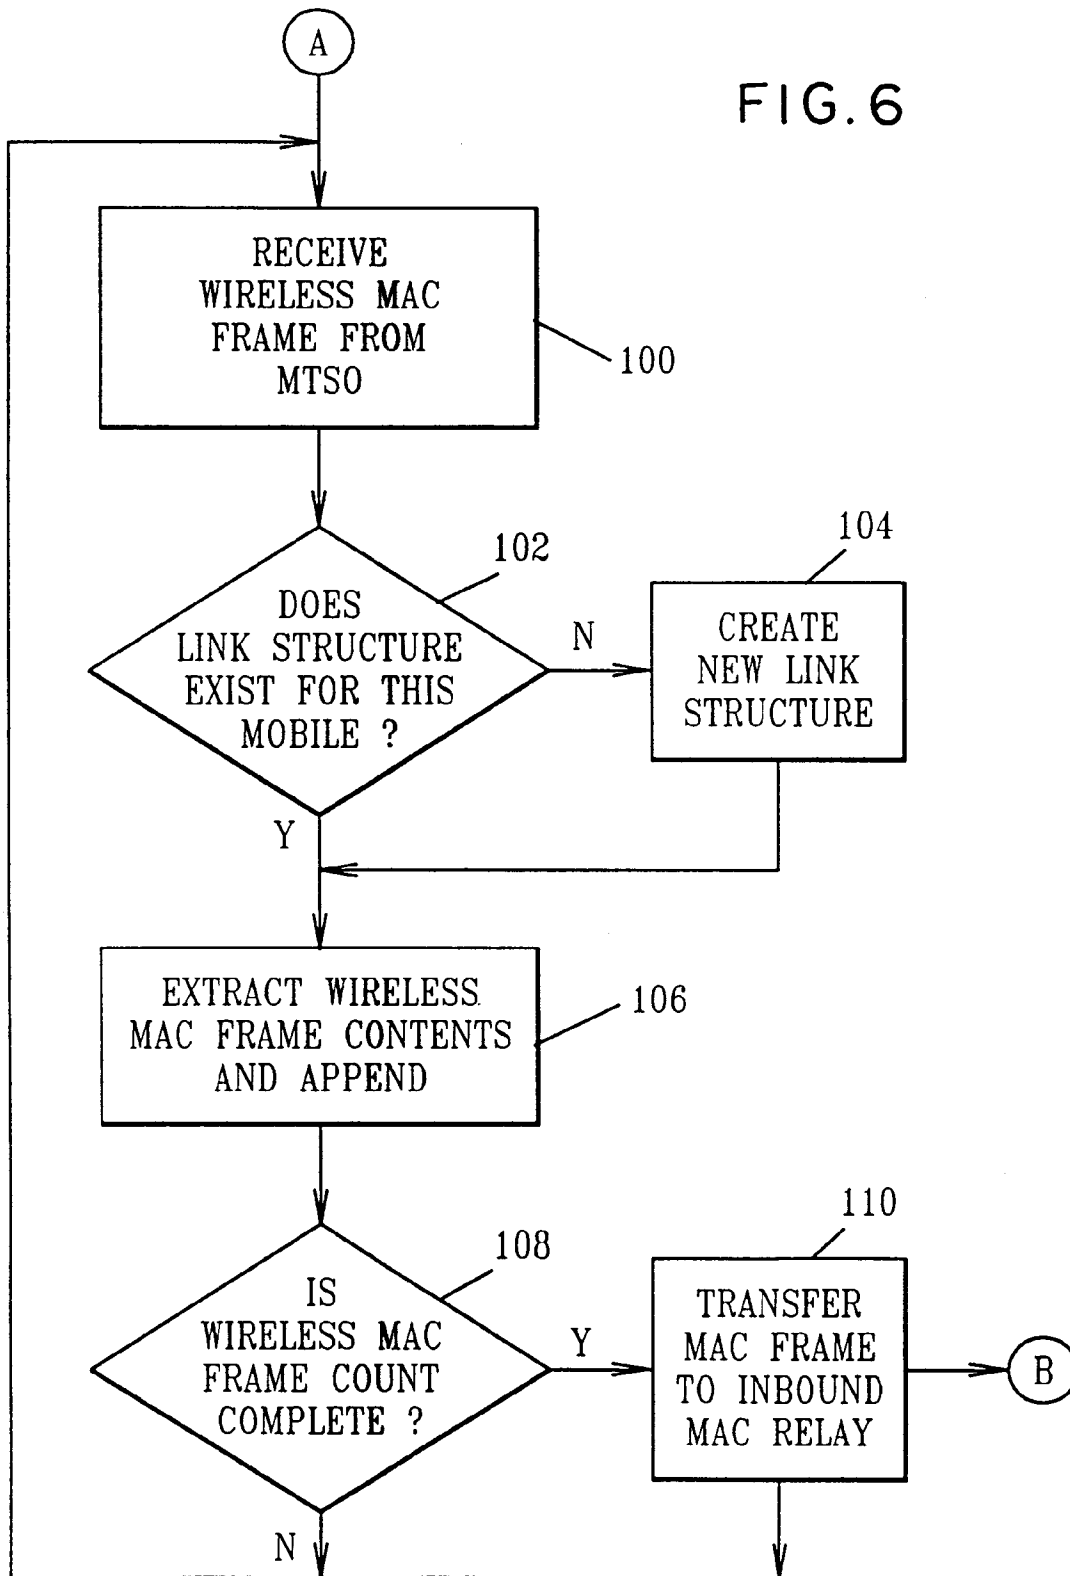 A
FIG. 6
RECEIVE
WIRELESS MAC
FRAME FROM
MTSO
100
102
DOES
LINK STRUCTURE
EXIST FOR THIS
MOBILE ?
N
104
CREATE
NEW LINK
STRUCTURE
Y
EXTRACT WIRELESS
MAC FRAME CONTENTS
AND APPEND
106
108
IS
WIRELESS MAC
FRAME COUNT
COMPLETE ?
Y
110
TRANSFER
MAC FRAME
TO INBOUND
MAC RELAY
B
N